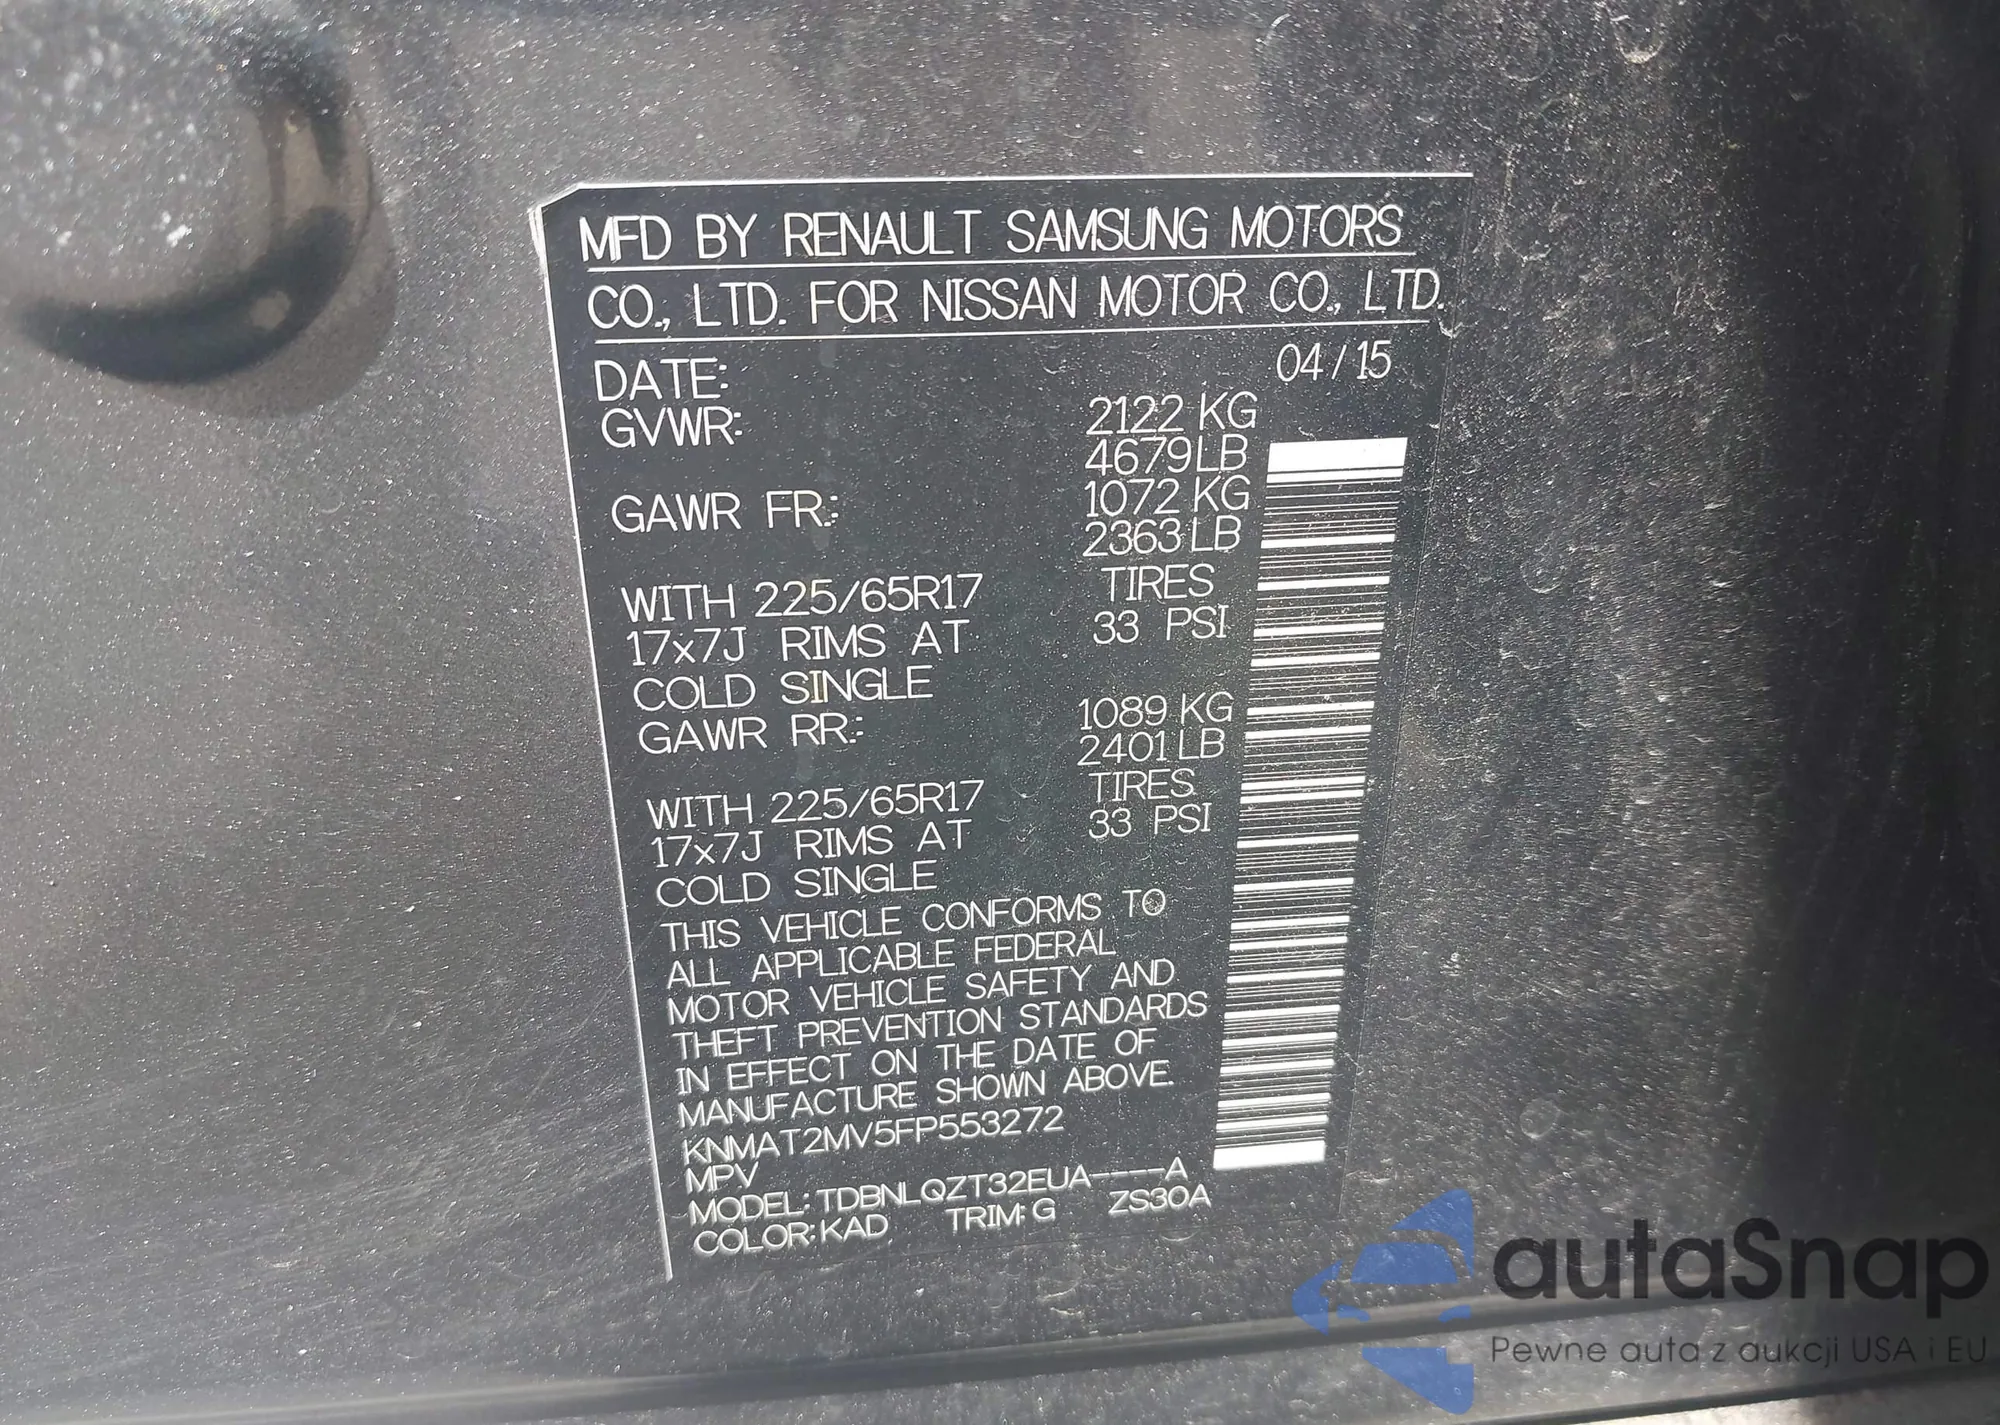 MFD BY RENAULT SAMSUNG MOTORS
CO., LTD. FOR NISSAN MOTOR CO., LTD.
DATE: 04/15
GVWR: 2122 KG
4679 LB
GAWR FR.: 1072 KG
2363 LB
WITH 225/65R17 TIRES
17x7J RIMS AT 33 PSI
COLD SINGLE
GAWR RR.: 1089 KG
2401 LB
WITH 225/65R17 TIRES
17x7J RIMS AT 33 PSI
COLD SINGLE
THIS VEHICLE CONFORMS TO
ALL APPLICABLE FEDERAL
MOTOR VEHICLE SAFETY AND
THEFT PREVENTION STANDARDS
IN EFFECT ON THE DATE OF
MANUFACTURE SHOWN ABOVE.
KNMAT2MV5FP553272
MPV
MODEL: TDBNLQZT32EUA----A
COLOR: KAD TRIM: G ZS30A
autaSnap
Pewne auta z aukcji USA i EU